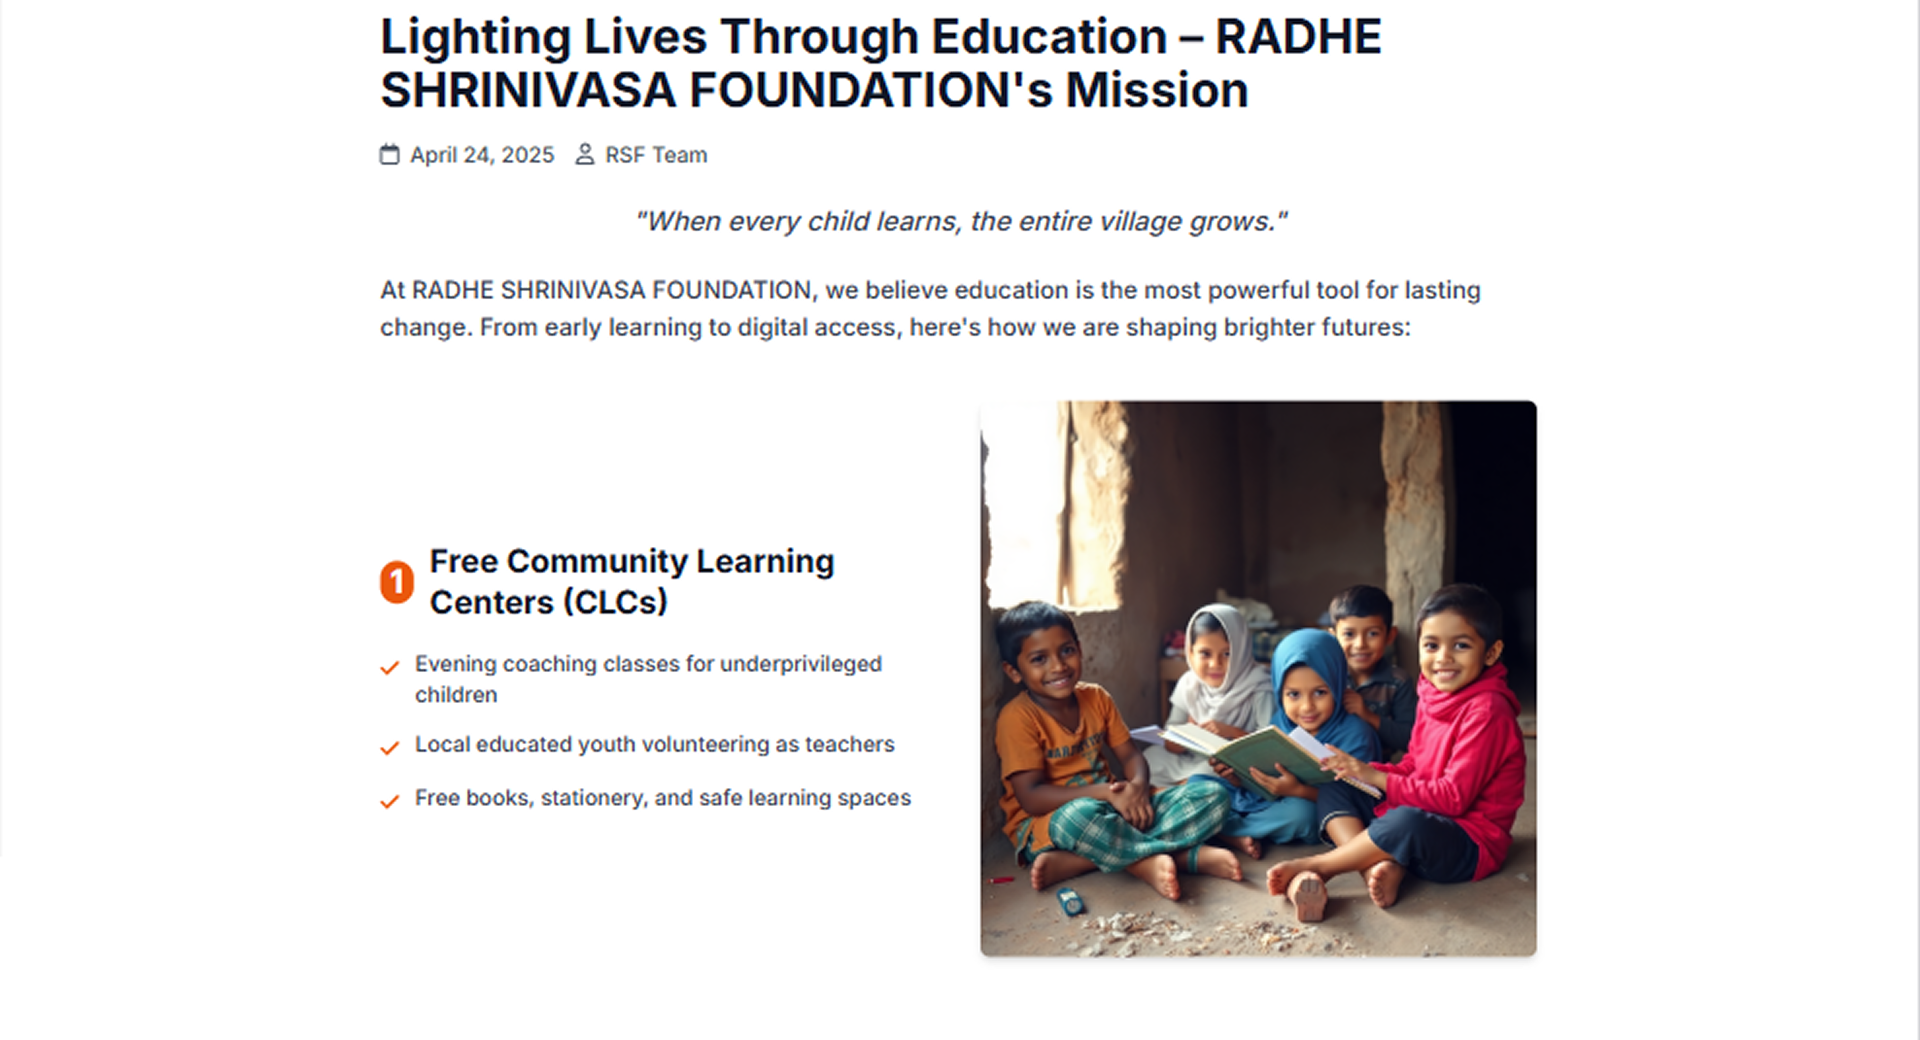 Lighting Lives Through Education – RADHE
SHRINIVASA FOUNDATION's Mission
April 24, 2025 RSF Team
"When every child learns, the entire village grows."
At RADHE SHRINIVASA FOUNDATION, we believe education is the most powerful tool for lasting
change. From early learning to digital access, here's how we are shaping brighter futures:
1 Free Community Learning
Centers (CLCs)
Evening coaching classes for underprivileged
children
Local educated youth volunteering as teachers
Free books, stationery, and safe learning spaces